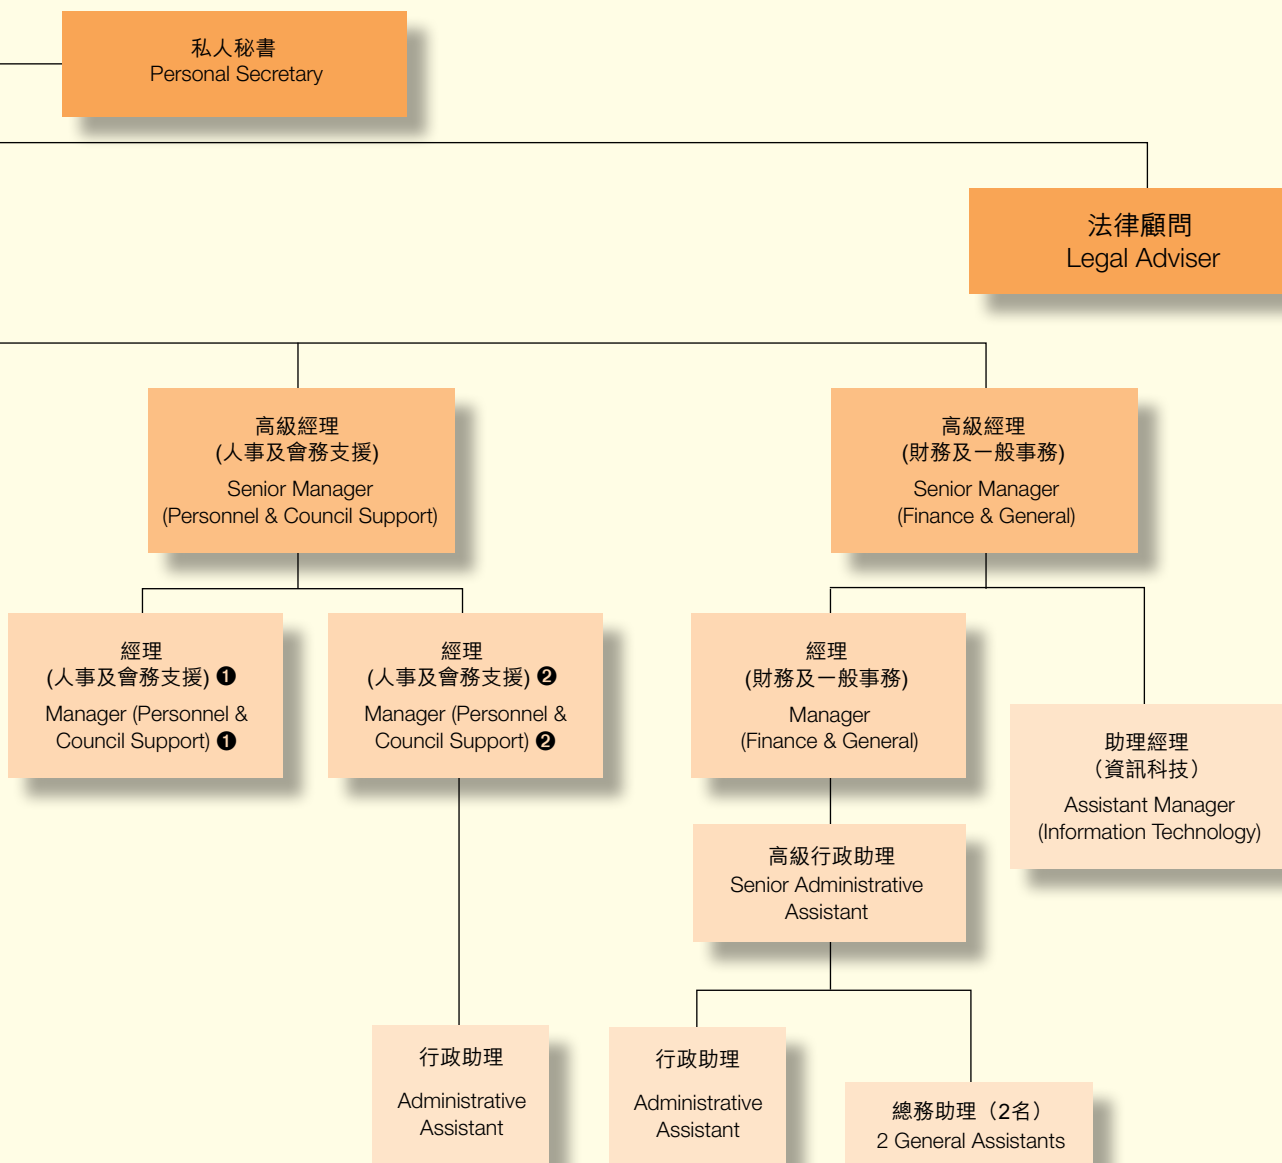 私人秘書
Personal Secretary
法律顧問
Legal Adviser
高級經理
(人事及會務支援)
Senior Manager
(Personnel & Council Support)
高級經理
(財務及一般事務)
Senior Manager
(Finance & General)
經理
(人事及會務支援) ❶
Manager (Personnel &
Council Support) ❶
經理
(人事及會務支援) ❷
Manager (Personnel &
Council Support) ❷
經理
(財務及一般事務)
Manager
(Finance & General)
助理經理
（資訊科技）
Assistant Manager
(Information Technology)
高級行政助理
Senior Administrative
Assistant
行政助理
Administrative
Assistant
行政助理
Administrative
Assistant
總務助理（2名）
2 General Assistants